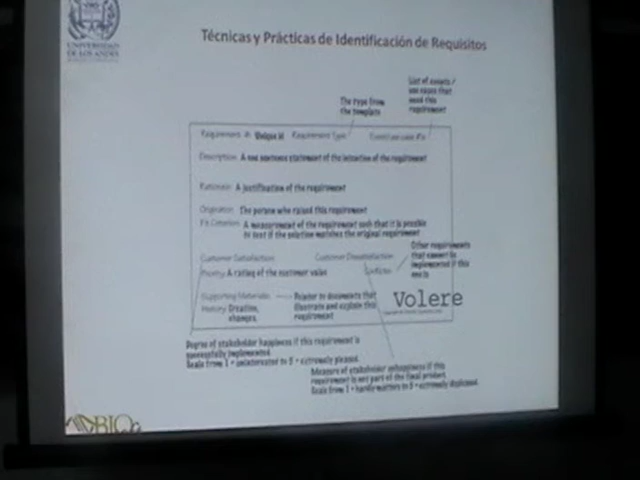 UNIVERSIDAD
DE LOS ANDES
Técnicas y Prácticas de Identificación de Requisitos
List of events /
use cases that
need this
requirement
The type from
the template
Requirement #: Unique id Requirement Type: Event/use case #'s:
Description: A one sentence statement of the intention of the requirement
Rationale: A justification of the requirement
Originator: The person who raised this requirement
Fit Criterion: A measurement of the requirement such that it is possible
to test if the solution matches the original requirement
Other requirements
that cannot be
implemented if this
one is
Customer Satisfaction: Customer Dissatisfaction:
Priority: A rating of the customer value Conflicts:
Supporting Materials: Pointer to documents that
illustrate and explain this
requirement
History: Creation,
changes,
Volere
Degree of stakeholder happiness if this requirement is
successfully implemented.
Scale from 1 = uninterested to 5 = extremely pleased.
Measure of stakeholder unhappiness if this
requirement is not part of the final product.
Scale from 1 = hardly matters to 5 = extremely displeased.